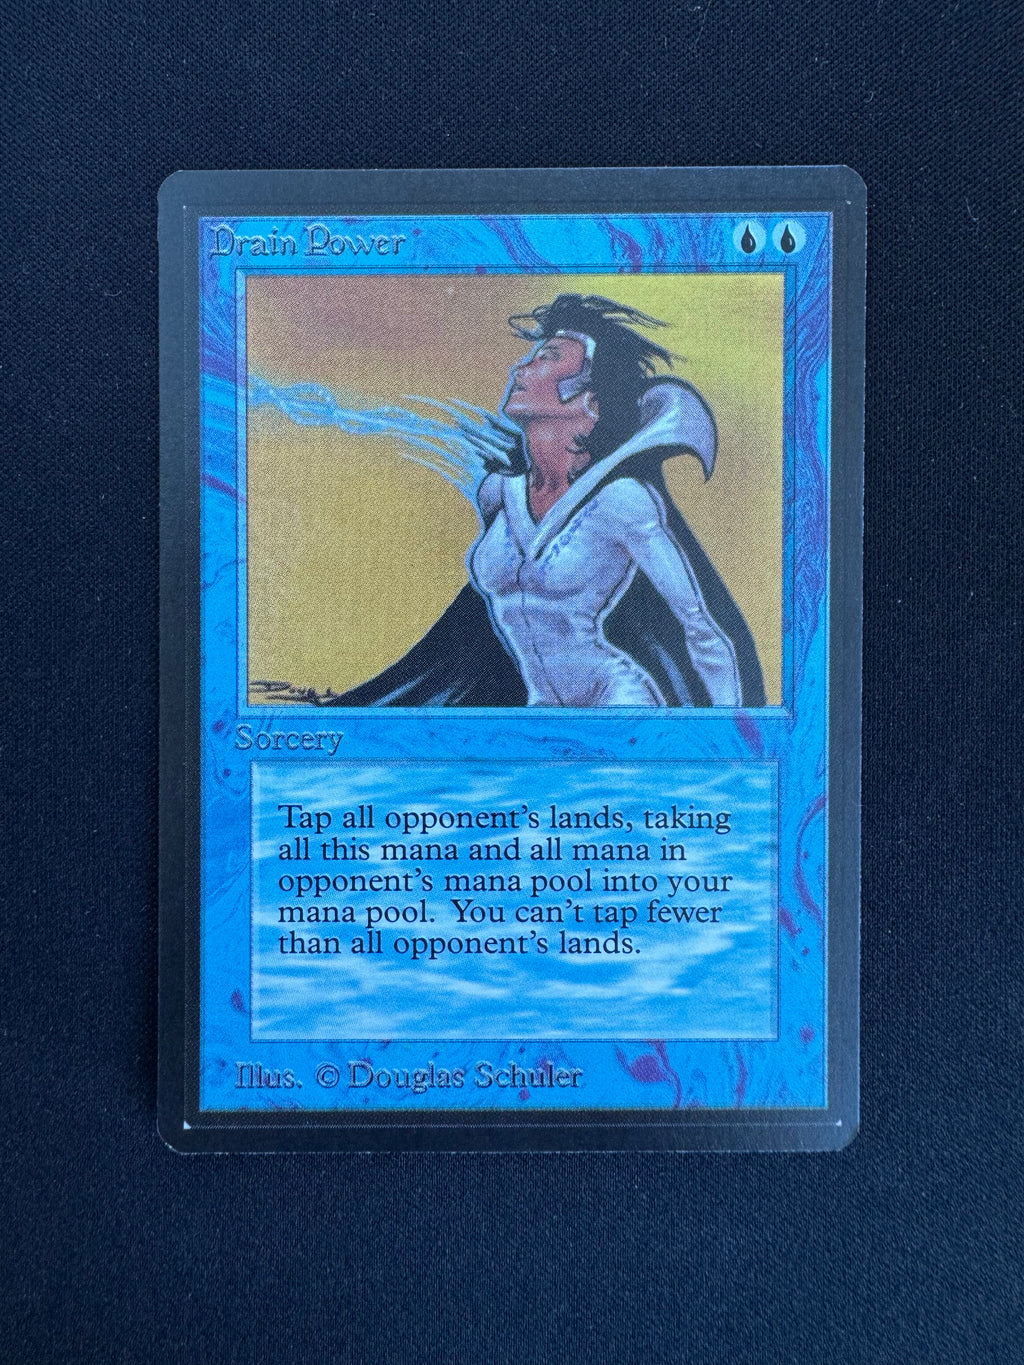 Drain Power
Sorcery
Tap all opponent's lands, taking
all this mana and all mana in
opponent's mana pool into your
mana pool.  You can't tap fewer
than all opponent's lands.
Illus. © Douglas Schuler